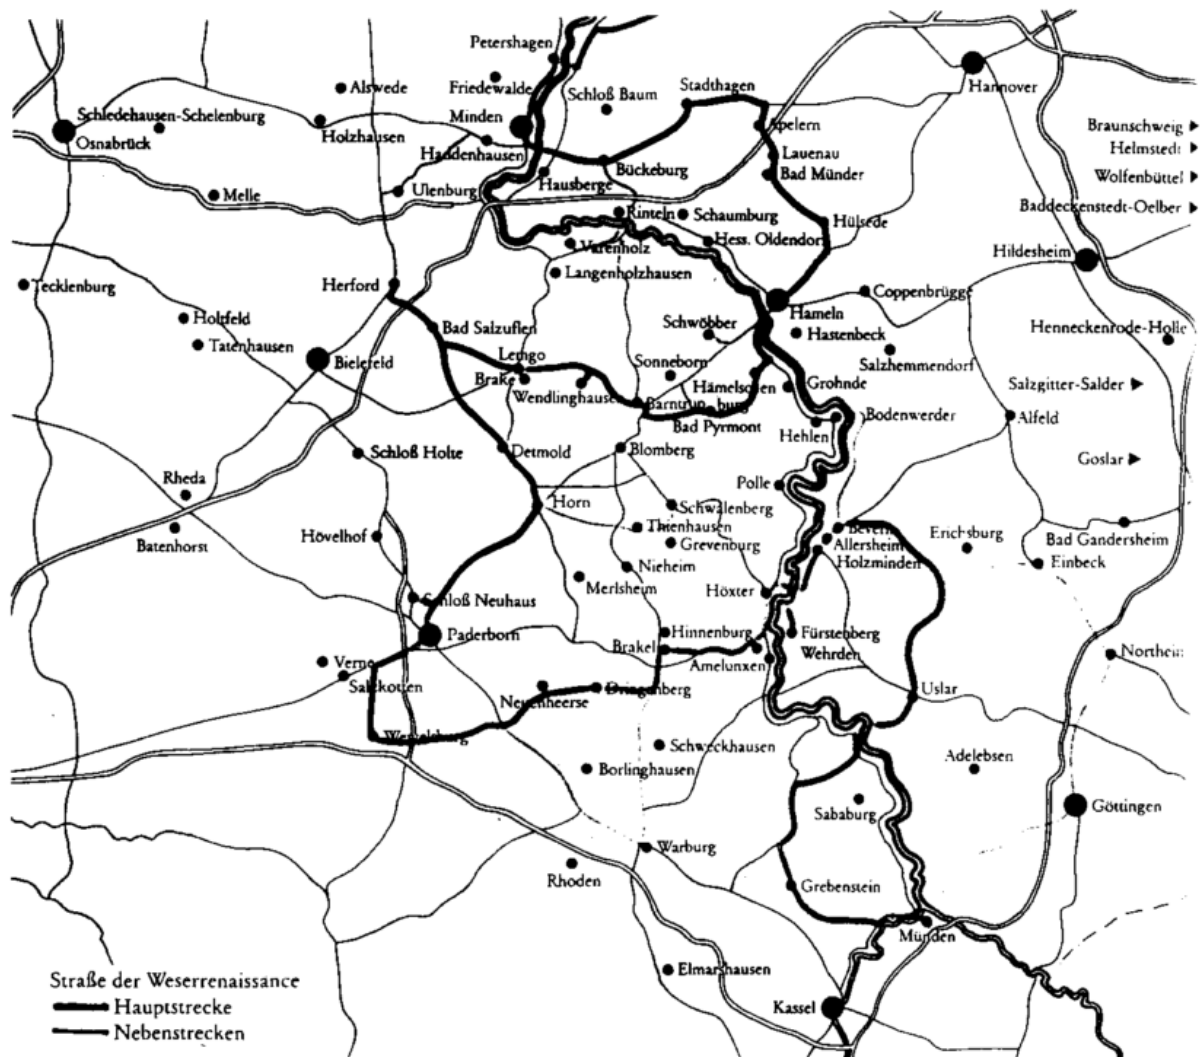 Petershagen
Alswede
Friedewalde
Schloß Baum
Stadthagen
Hannover
Schledehausen-Schelenburg
Osnabrück
Holzhausen
Minden
Haddenhausen
Apelern
Lauenau
Bad Münder
Braunschweig
Helmstedt
Wolfenbüttel
Baddeckenstedt-Oelber
Melle
Ulenburg
Hausberge
Bückeburg
Rinteln
Schaumburg
Hülsede
Hess. Oldendorf
Varenholz
Langenholzhausen
Hildesheim
Tecklenburg
Herford
Coppenbrügge
Hameln
Holtfeld
Tatenhausen
Bad Salzuflen
Schwöbber
Hastenbeck
Henneckenrode-Holle
Bielefeld
Lemgo
Brake
Sonneborn
Salzhemmendorf
Wendlinghausen
Hämelschen
burg
Grohnde
Salzgitter-Salder
Barntrup
Bad Pyrmont
Bodenwerder
Hehlen
Alfeld
Schloß Holte
Detmold
Blomberg
Goslar
Rheda
Polle
Horn
Schwalenberg
Batenhorst
Hövelhof
Thienhausen
Grevenburg
Bevern
Allersheim
Holzminden
Erichsburg
Bad Gandersheim
Einbeck
Nieheim
Merlsheim
Höxter
Schloß Neuhaus
Paderborn
Hinnenburg
Brakel
Amelunxen
Fürstenberg
Wehrden
Northeim
Verne
Salzkotten
Neuenheerse
Dringenberg
Uslar
Wewelsburg
Schweckhausen
Borlinghausen
Adelebsen
Sababurg
Göttingen
Warburg
Rhoden
Grebenstein
Münden
Elmarshausen
Kassel
Straße der Weserrenaissance
Hauptstrecke
Nebenstrecken